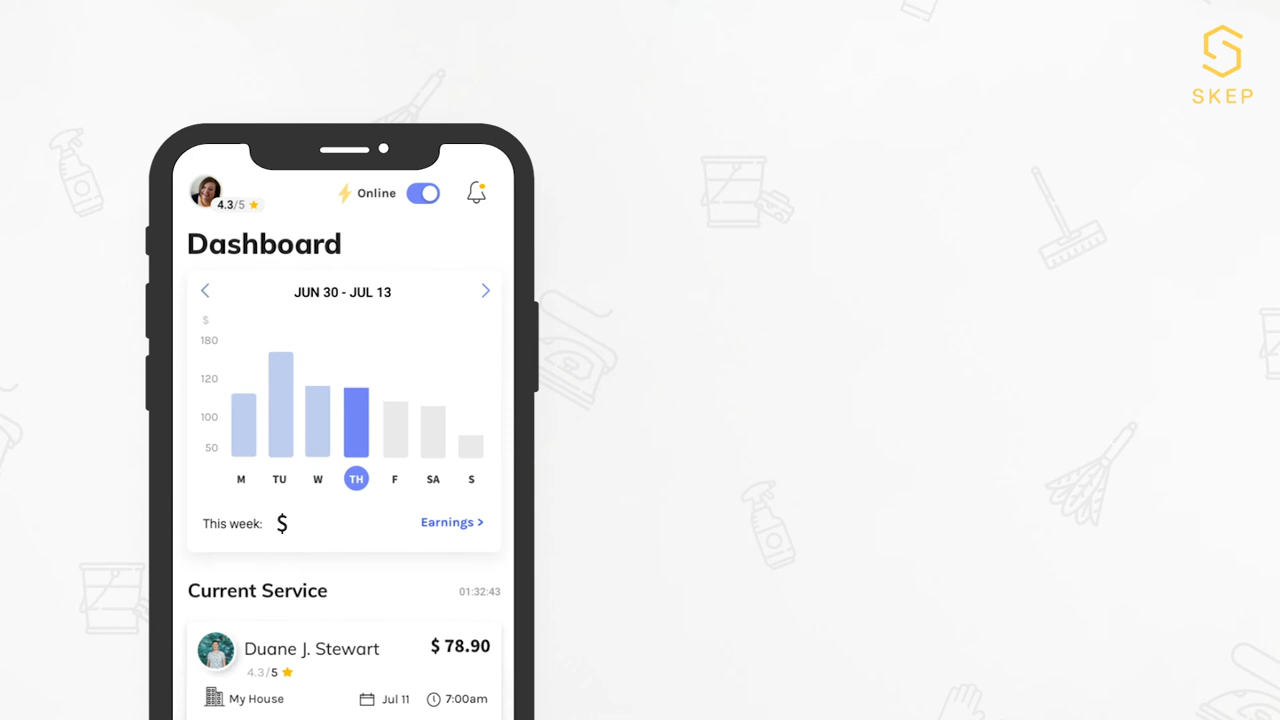 SKEP
4.3/5
Online
Dashboard
JUN 30 - JUL 13
$
180
120
100
50
M TU W TH F SA S
This week: $
Earnings >
Current Service 01:32:43
Duane J. Stewart $ 78.90
4.3/5
My House Jul 11 7:00am